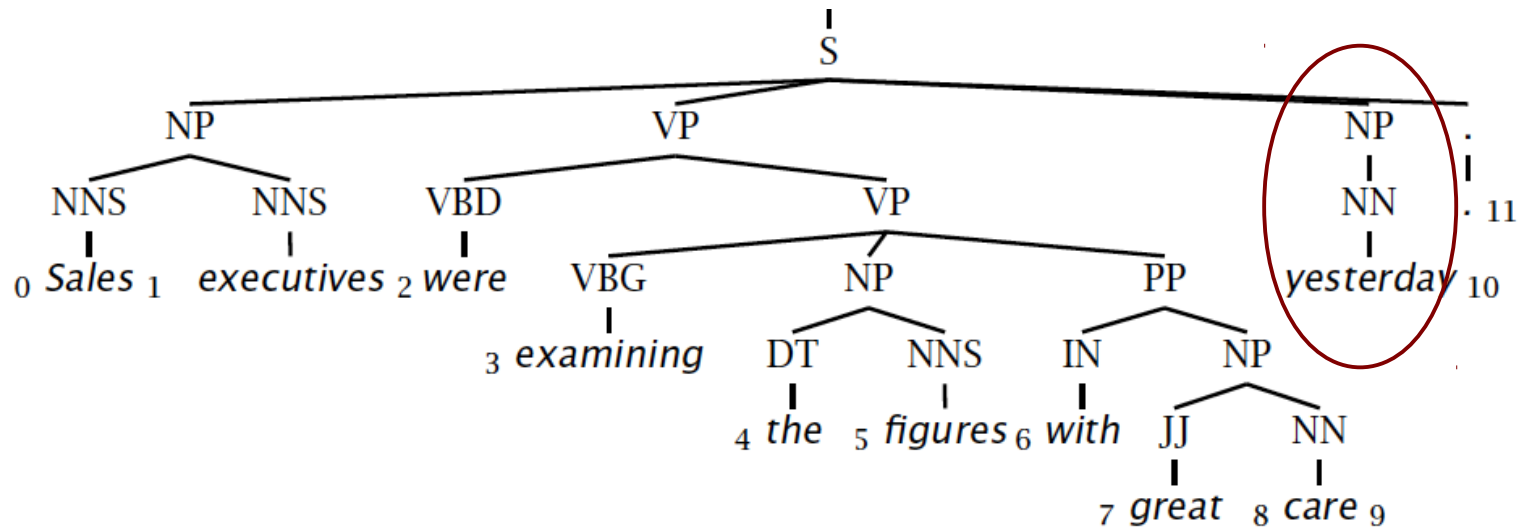 S
NP VP NP .
NNS NNS VBD VP NN . 11
0 Sales 1 executives 2 were VBG NP PP yesterday 10
3 examining DT NNS IN NP
4 the 5 figures 6 with JJ NN
7 great 8 care 9